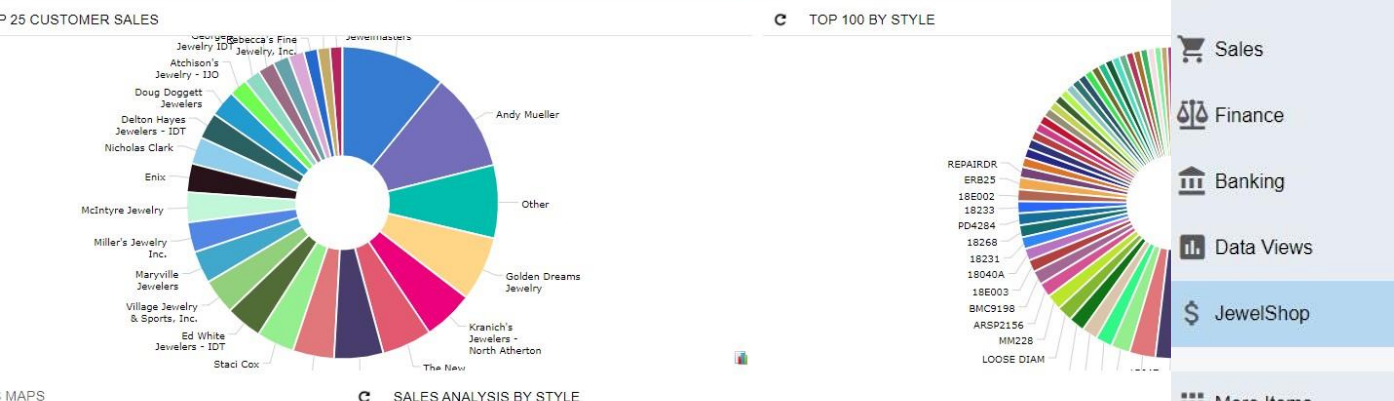 P 25 CUSTOMER SALES
Jewelmasters
Rebecca's Fine
Jewelry, Inc.
Jewelry IDT
Atchison's
Jewelry - IJO
Doug Doggett
Jewelers
Delton Hayes
Jewelers - IDT
Nicholas Clark
Enix
McIntyre Jewelry
Miller's Jewelry
Inc.
Maryville
Jewelers
Village Jewelry
& Sports, Inc.
Ed White
Jewelers - IDT
Staci Cox
Andy Mueller
Other
Golden Dreams
Jewelry
Kranich's
Jewelers -
North Atherton
The New
TOP 100 BY STYLE
REPAIRDR
ERB25
18E002
18233
PD4284
18268
18231
18040A
18E003
BMC9198
ARSP2156
MM228
LOOSE DIAM
Sales
Finance
Banking
Data Views
JewelShop
More Items
S MAPS
SALES ANALYSIS BY STYLE